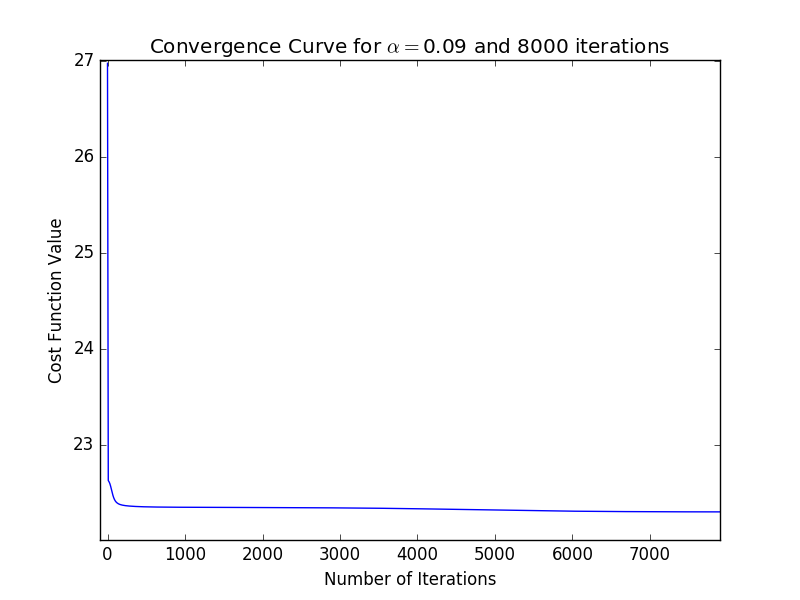 Convergence Curve for α = 0.09 and 8000 iterations
27
26
25
24
23
Cost Function Value
0 1000 2000 3000 4000 5000 6000 7000
Number of Iterations